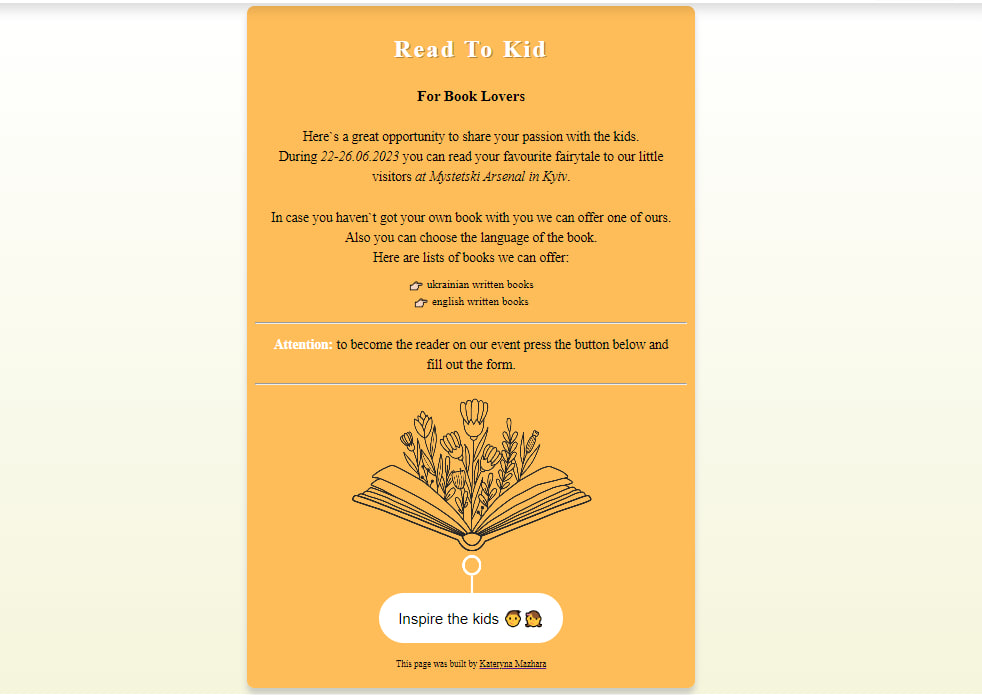 Read To Kid
For Book Lovers
Here`s a great opportunity to share your passion with the kids.
During 22-26.06.2023 you can read your favourite fairytale to our little
visitors at Mystetski Arsenal in Kyiv.
In case you haven`t got your own book with you we can offer one of ours.
Also you can choose the language of the book.
Here are lists of books we can offer:
👉 ukrainian written books
👉 english written books
Attention: to become the reader on our event press the button below and
fill out the form.
Inspire the kids 👨👩
This page was built by Kateryna Mazhara